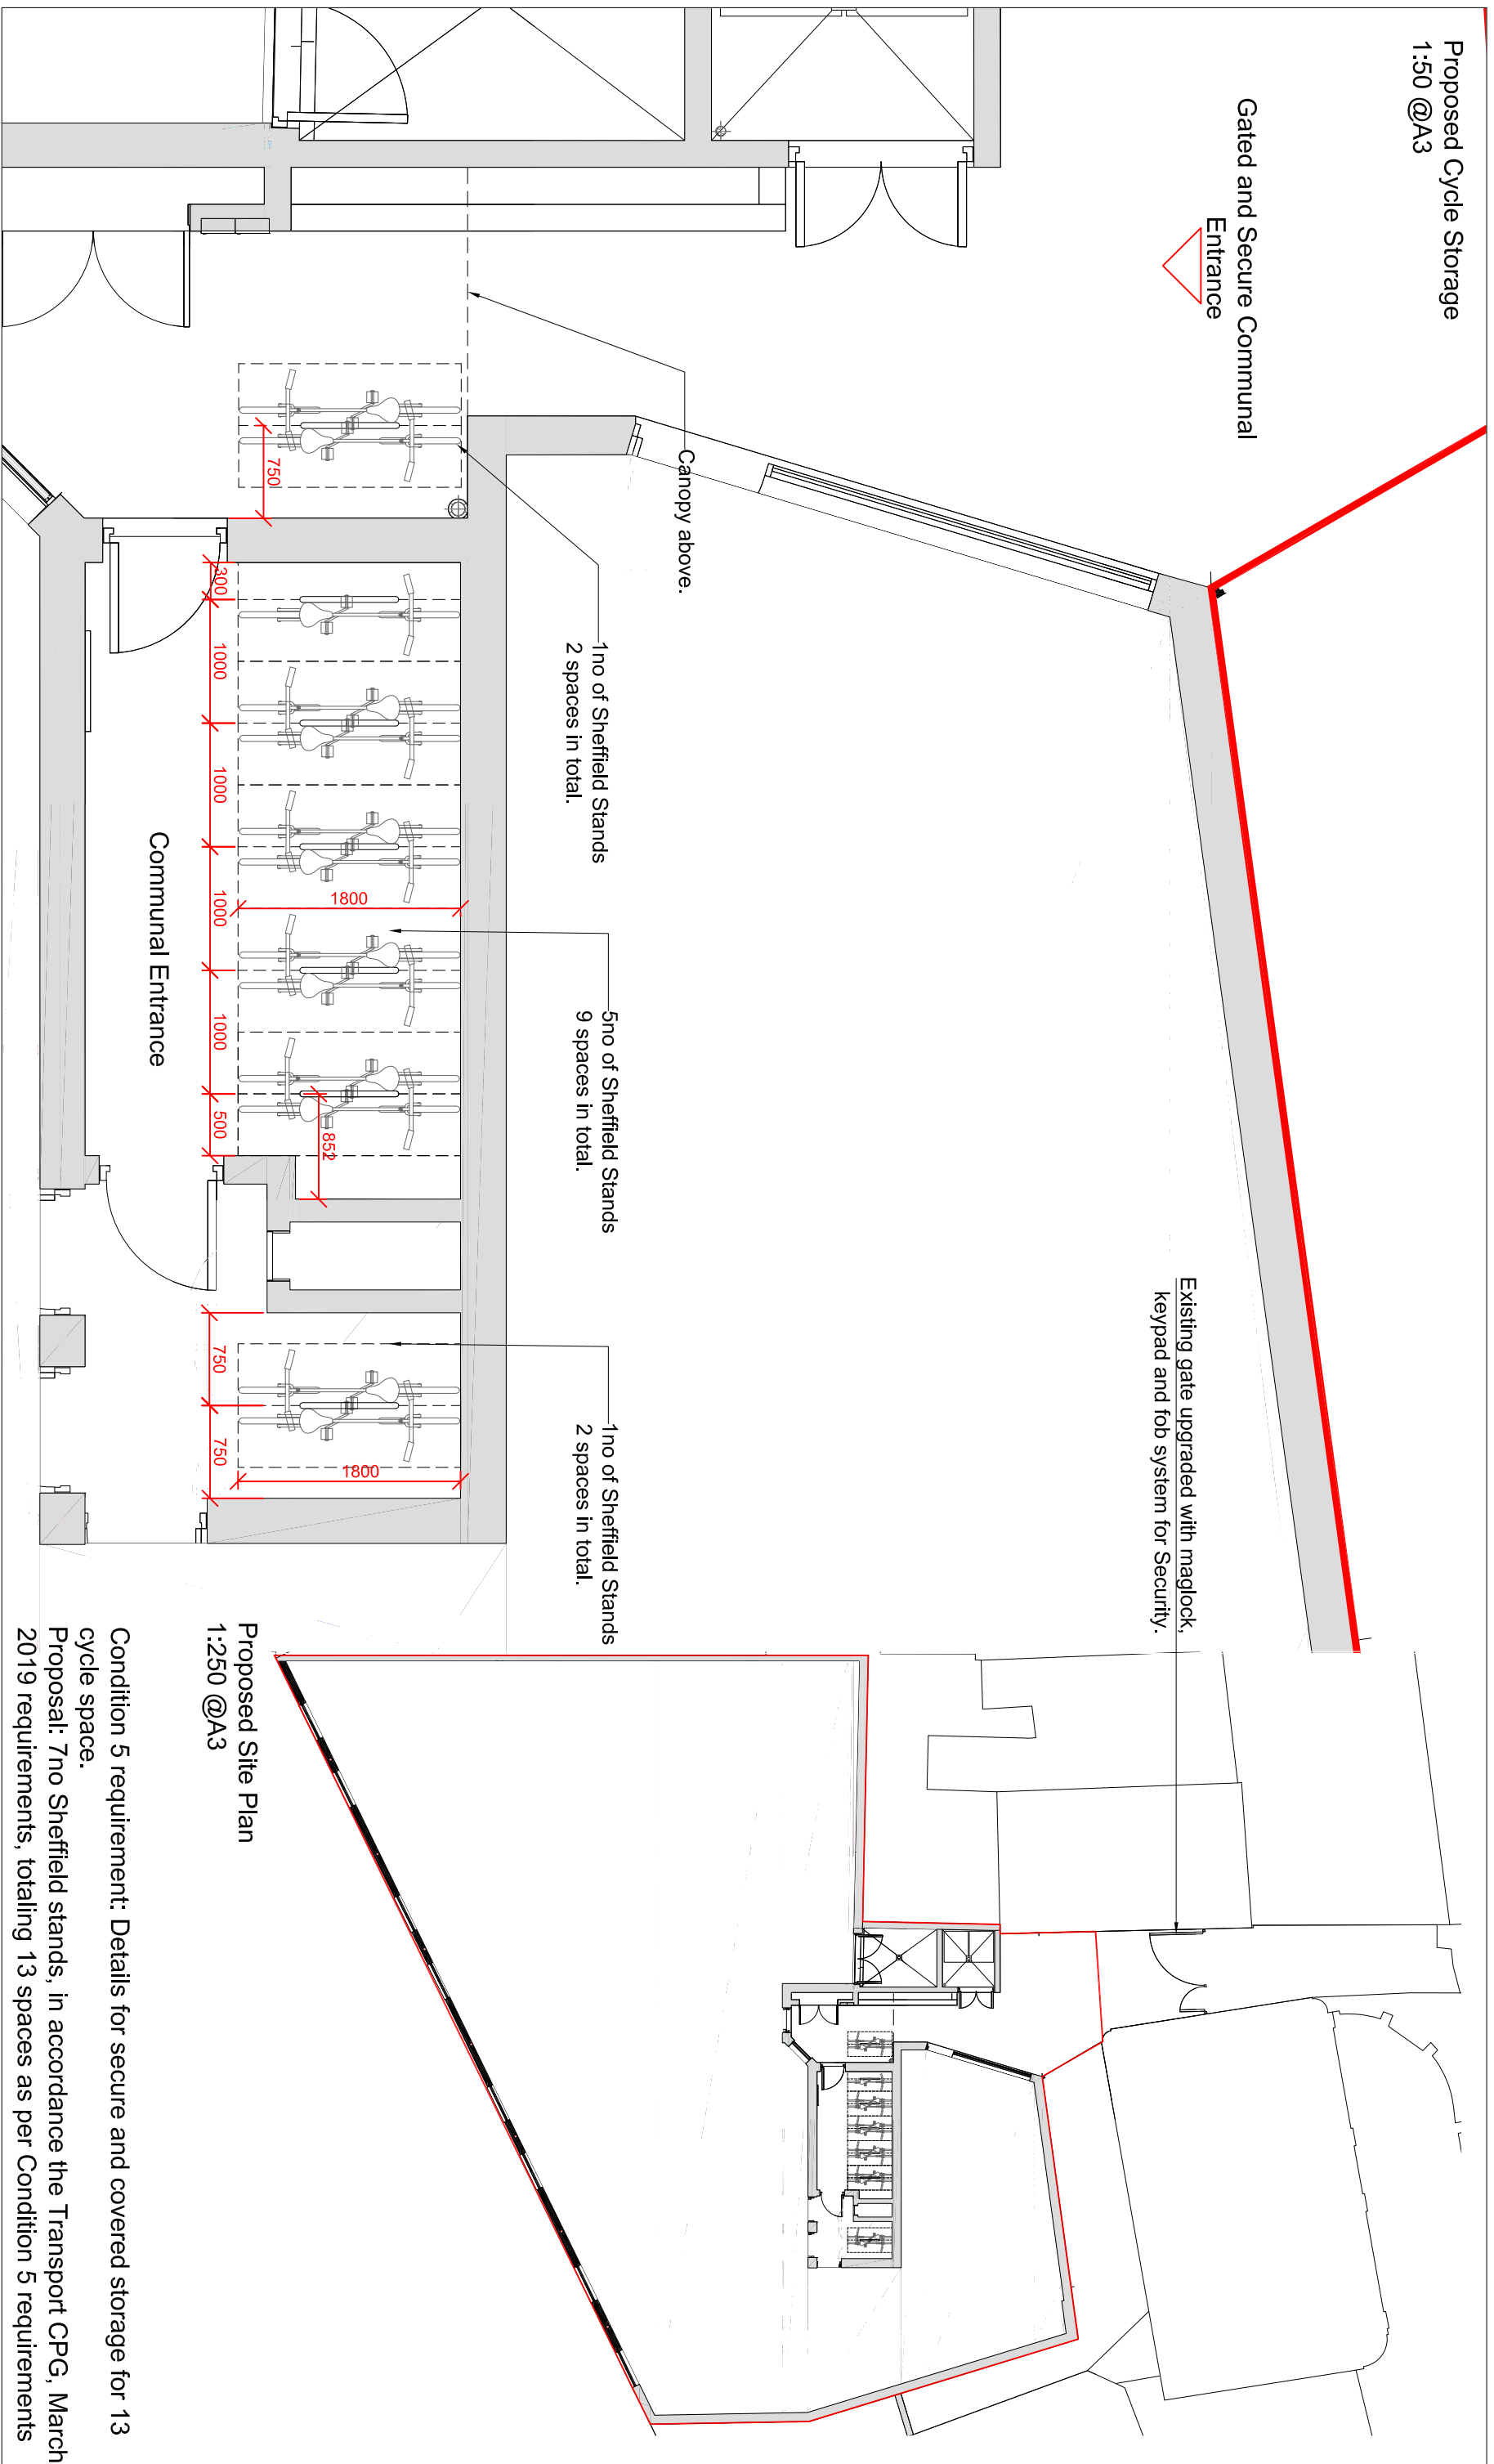 Proposed Cycle Storage
1:50 @A3
Gated and Secure Communal
Entrance
Canopy above.
1no of Sheffield Stands
2 spaces in total.
5no of Sheffield Stands
9 spaces in total.
1no of Sheffield Stands
2 spaces in total.
Existing gate upgraded with maglock,
keypad and fob system for Security.
750
300
1000
1000
1000
1000
500
852
1800
750
750
1800
Communal Entrance
Proposed Site Plan
1:250 @A3
Condition 5 requirement: Details for secure and covered storage for 13
cycle space.
Proposal: 7no Sheffield stands, in accordance the Transport CPG, March
2019 requirements, totaling 13 spaces as per Condition 5 requirements